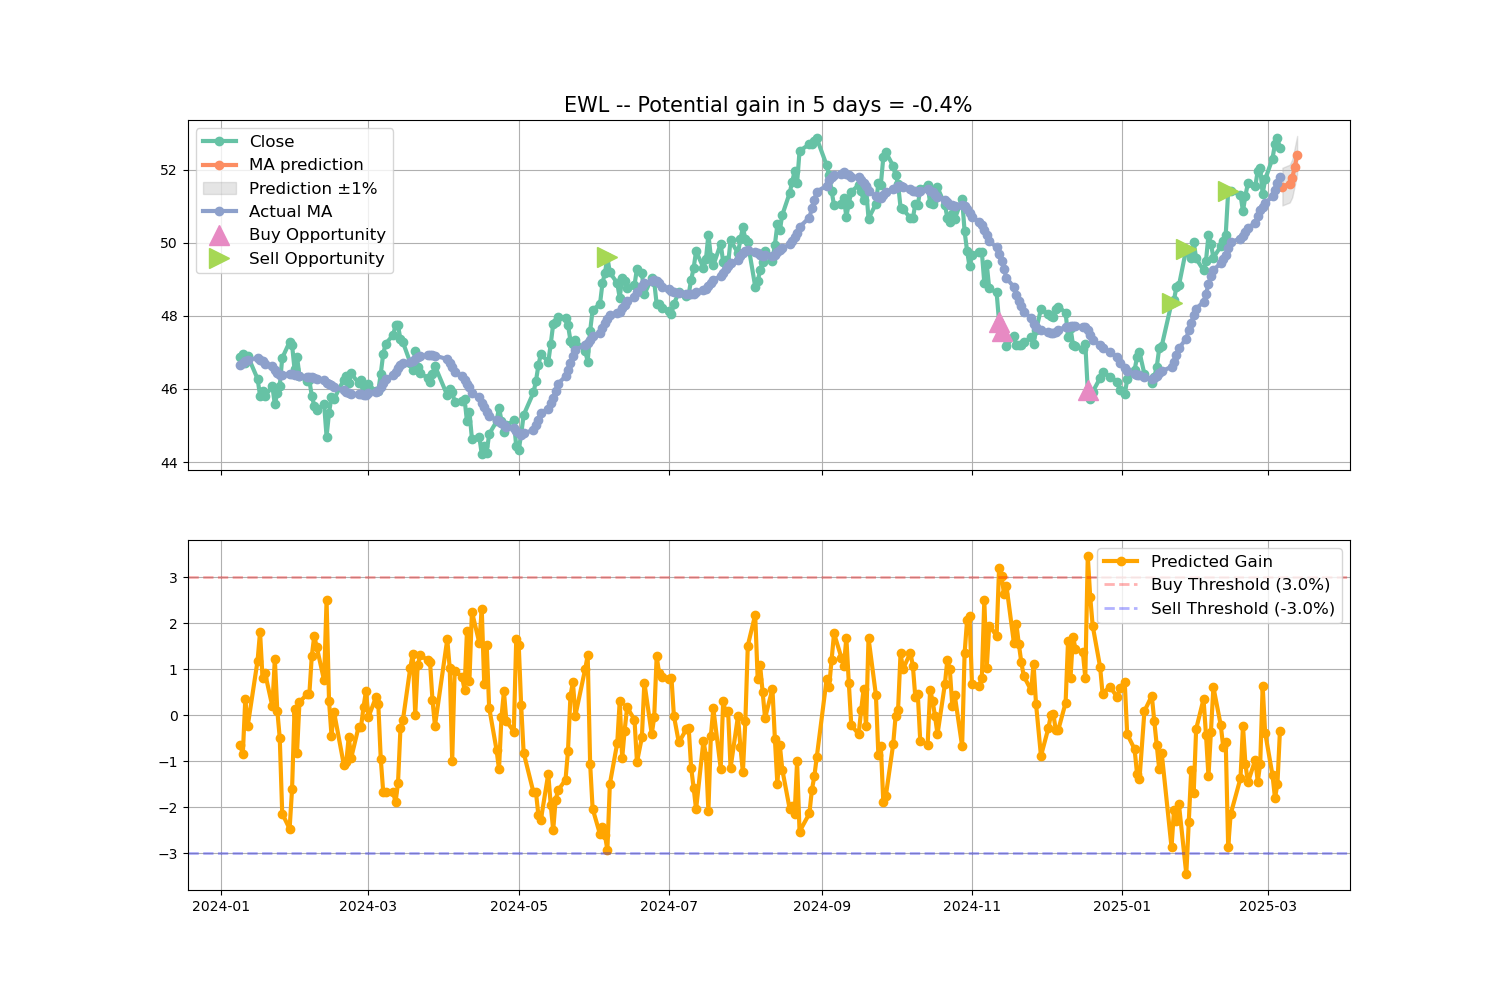 EWL -- Potential gain in 5 days = -0.4%
Close
MA prediction
Prediction ±1%
Actual MA
Buy Opportunity
Sell Opportunity
52
50
48
46
44
Predicted Gain
Buy Threshold (3.0%)
Sell Threshold (-3.0%)
3
2
1
0
−1
−2
−3
2024-01 2024-03 2024-05 2024-07 2024-09 2024-11 2025-01 2025-03